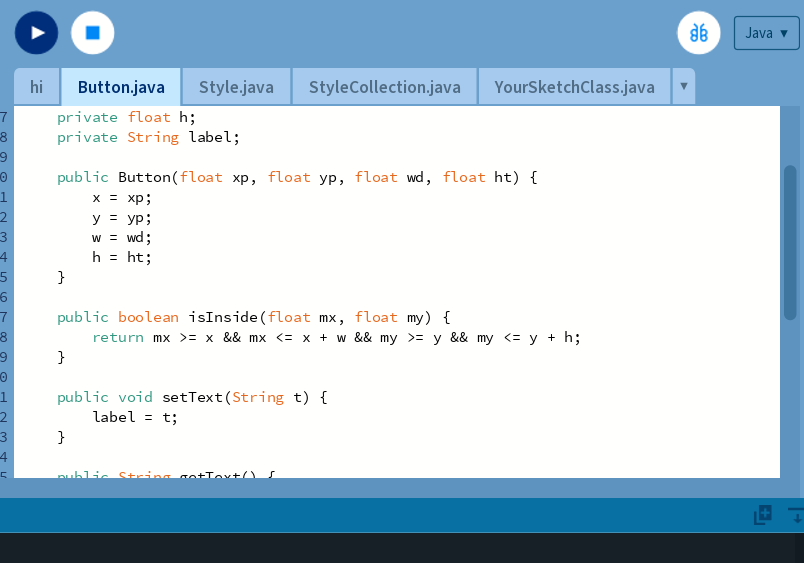 Java ▾
hi Button.java Style.java StyleCollection.java YourSketchClass.java ▾
7 private float h;
8 private String label;
9
0 public Button(float xp, float yp, float wd, float ht) {
1 x = xp;
2 y = yp;
3 w = wd;
4 h = ht;
5 }
6
7 public boolean isInside(float mx, float my) {
8 return mx >= x && mx <= x + w && my >= y && my <= y + h;
9 }
0
1 public void setText(String t) {
2 label = t;
3 }
4
5 public String getText() {